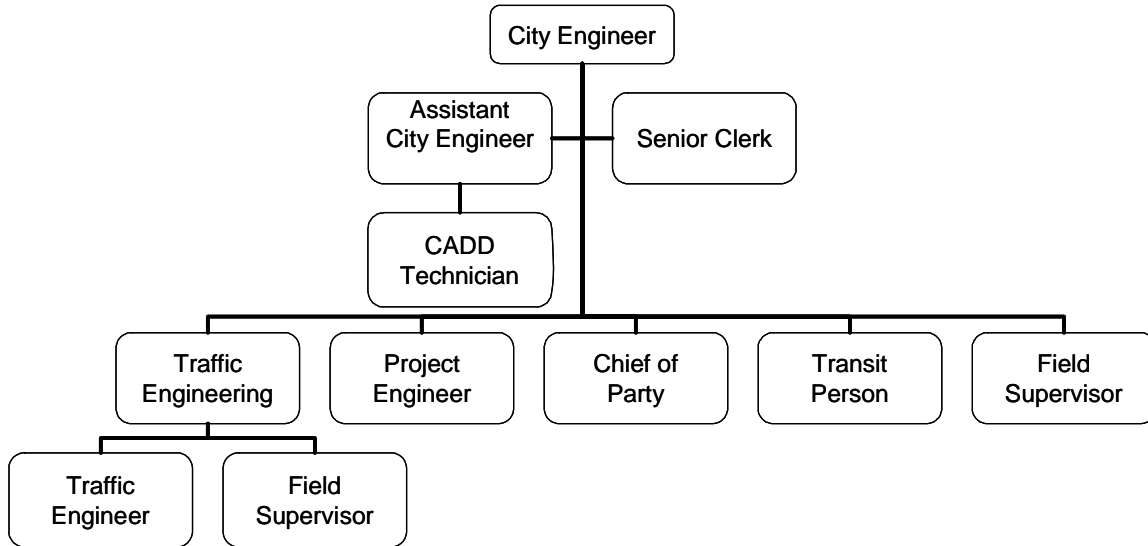 City Engineer
Assistant
City Engineer
Senior Clerk
CADD
Technician
Traffic
Engineering
Project
Engineer
Chief of
Party
Transit
Person
Field
Supervisor
Traffic
Engineer
Field
Supervisor